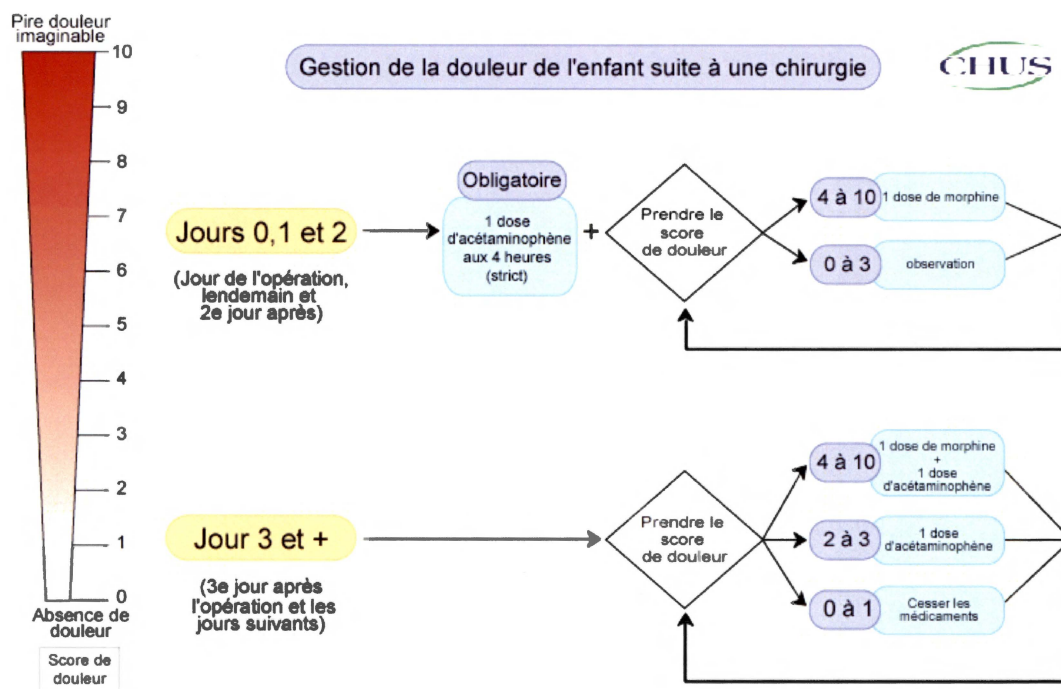 Pire douleur
imaginable
10
9
8
7
6
5
4
3
2
1
0
Absence de
douleur
Score de
douleur
Gestion de la douleur de l'enfant suite à une chirurgie
CHUS
Jours 0,1 et 2
(Jour de l'opération,
lendemain et
2e jour après)
Obligatoire
1 dose
d'acétaminophène
aux 4 heures
(strict)
+
Prendre le
score
de douleur
4 à 10
1 dose de morphine
0 à 3
observation
Jour 3 et +
(3e jour après
l'opération et les
jours suivants)
Prendre le
score
de douleur
4 à 10
1 dose de morphine
+
1 dose
d'acétaminophène
2 à 3
1 dose
d'acétaminophène
0 à 1
Cesser les
médicaments